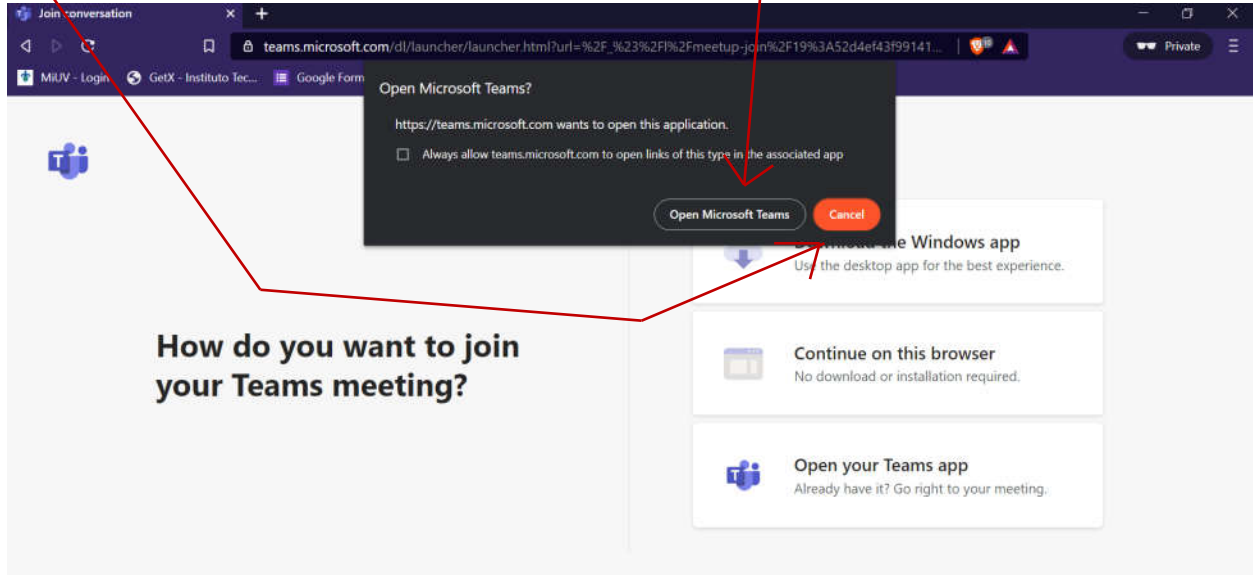 Join conversation
teams.microsoft.com/dl/launcher/launcher.html?url=%2F_%23%2Fl%2Fmeetup-join%2F19%3A52d4ef43f99141...
Private
MiUV - Login
GetX - Instituto Tec...
Google Form
Open Microsoft Teams?
https://teams.microsoft.com wants to open this application.
Always allow teams.microsoft.com to open links of this type in the associated app
Open Microsoft Teams
Cancel
Download the Windows app
Use the desktop app for the best experience.
How do you want to join
your Teams meeting?
Continue on this browser
No download or installation required.
Open your Teams app
Already have it? Go right to your meeting.